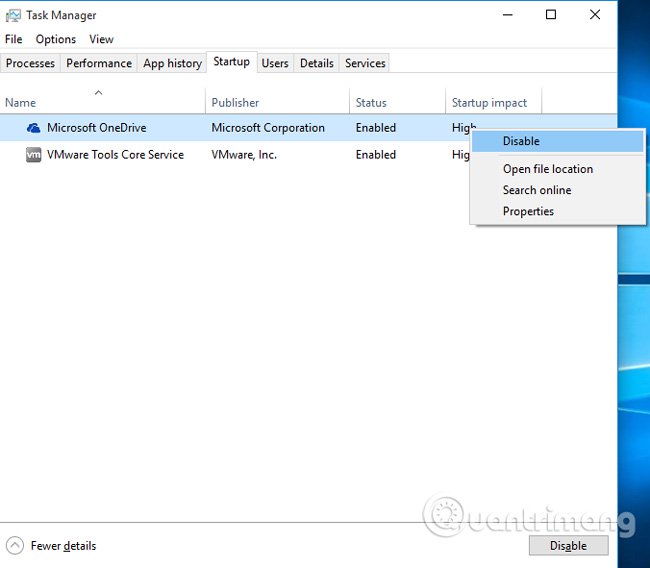 Task Manager
File Options View
Processes Performance App history Startup Users Details Services
Name Publisher Status Startup impact
Microsoft OneDrive Microsoft Corporation Enabled High
vm VMware Tools Core Service VMware, Inc. Enabled Hig
Disable
Open file location
Search online
Properties
Quantrimang
Fewer details Disable